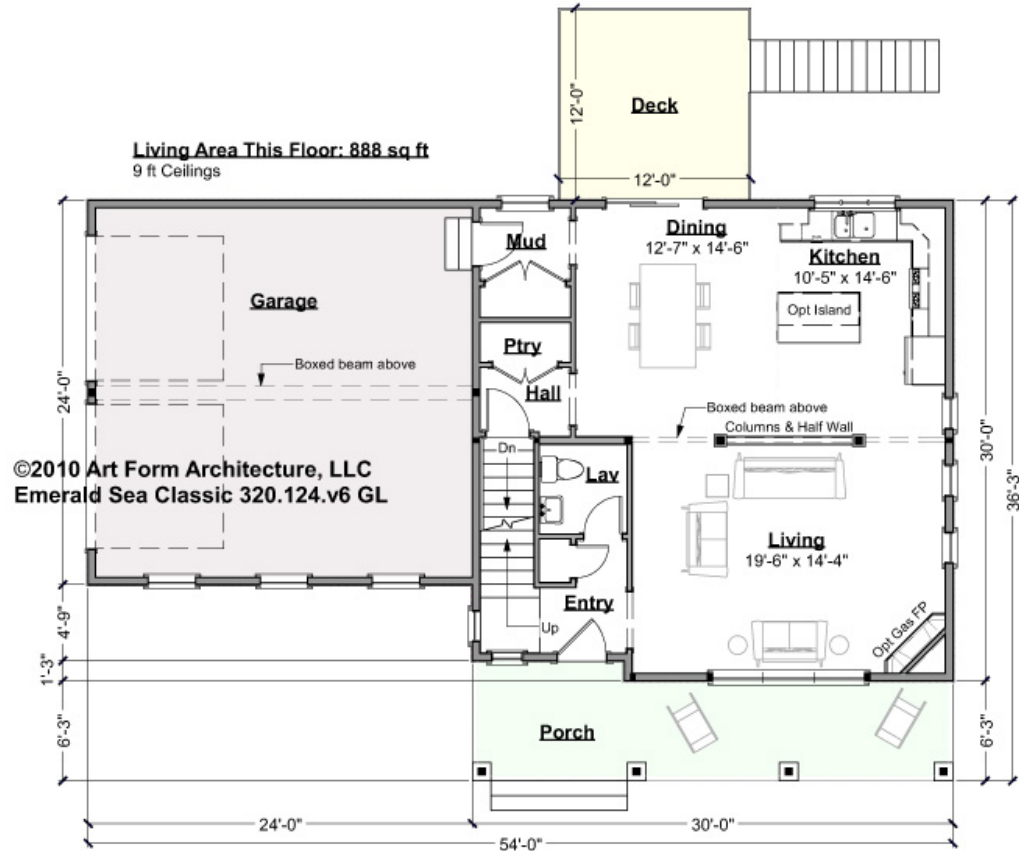 12'-0"
Deck
12'-0"
Living Area This Floor: 888 sq ft
9 ft Ceilings
Mud
Dining
12'-7" x 14'-6"
Kitchen
10'-5" x 14'-6"
Garage
Opt Island
Ptry
Boxed beam above
Hall
24'-0"
Boxed beam above
Columns & Half Wall
Dn
30'-0"
©2010 Art Form Architecture, LLC
Emerald Sea Classic 320.124.v6 GL
Lav
36'-3"
Living
19'-6" x 14'-4"
Entry
Up
Opt Gas FP
4'-9"
1'-3"
6'-3"
Porch
6'-3"
24'-0"
30'-0"
54'-0"